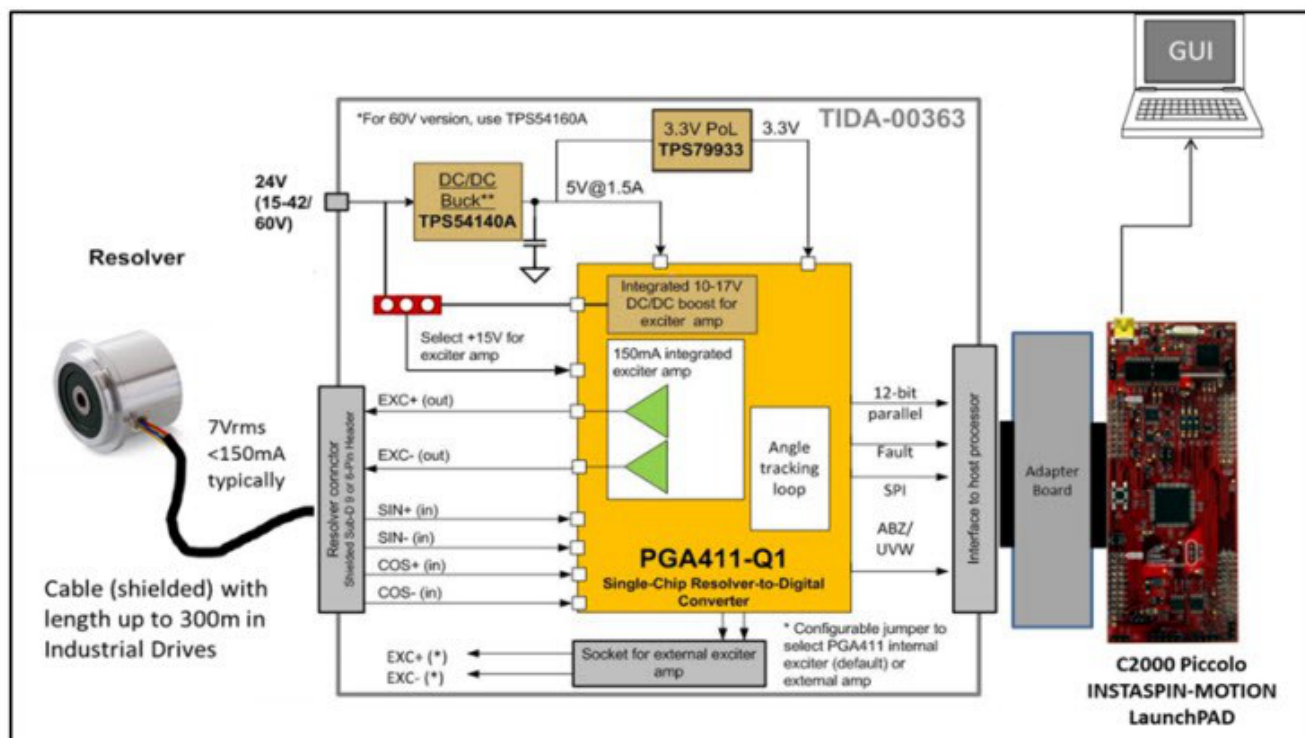 GUI
*For 60V version, use TPS54160A
TIDA-00363
3.3V PoL
TPS79933
3.3V
24V
(15-42/
60V)
DC/DC
Buck**
TPS54140A
5V@1.5A
Resolver
Integrated 10-17V
DC/DC boost for
exciter amp
Select +15V for
exciter amp
150mA integrated
exciter amp
EXC+ (out)
EXC- (out)
SIN+ (in)
SIN- (in)
COS+ (in)
COS- (in)
7Vrms
<150mA
typically
Resolver connctor
Shielded Sub-D 9 or 6-Pin Header
Angle
tracking
loop
12-bit
parallel
Fault
SPI
ABZ/
UVW
Interface to host processor
Adapter
Board
PGA411-Q1
Single-Chip Resolver-to-Digital
Converter
Cable (shielded) with
length up to 300m in
Industrial Drives
EXC+ (*)
EXC- (*)
Socket for external exciter
amp
* Configurable jumper to
select PGA411 internal
exciter (default) or
external amp
C2000 Piccolo
INSTASPIN-MOTION
LaunchPAD